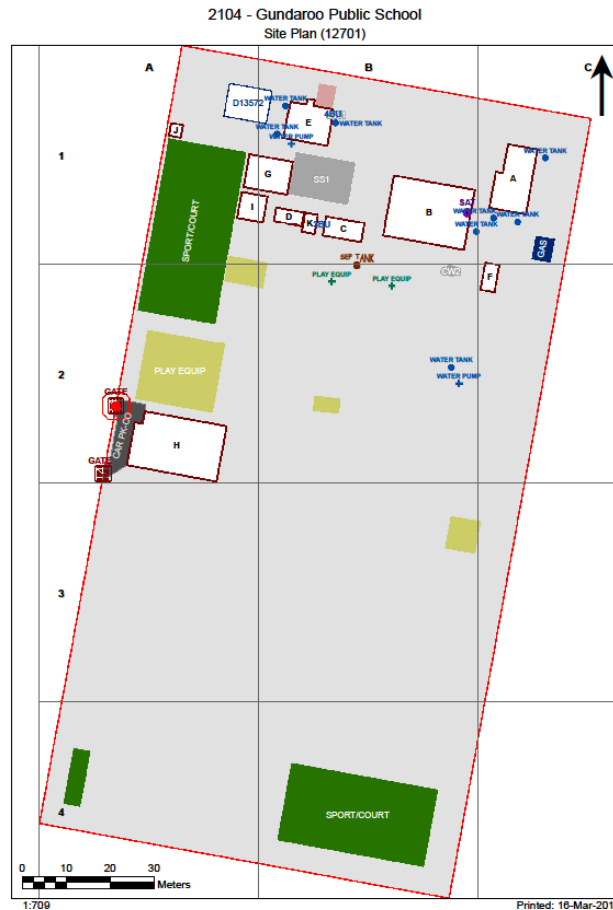 2104 - Gundaroo Public School
Site Plan (12701)
A
B
C
D13572
WATER TANK
4BU
E
WATER TANK
WATER TANK
WATER PUMP
J
1
WATER TANK
G
SS1
A
SAT
I
B
WATER TANK
WATER TANK
D
K
C
WATER TANK
SPORT/COURT
GAS
SEP TANK
PLAY EQUIP
PLAY EQUIP
CW2
F
2
WATER TANK
PLAY EQUIP
WATER PUMP
GATE
CAR PK-CO
H
GATE
3
4
SPORT/COURT
0 10 20 30
Meters
1:709
Printed: 16-Mar-201